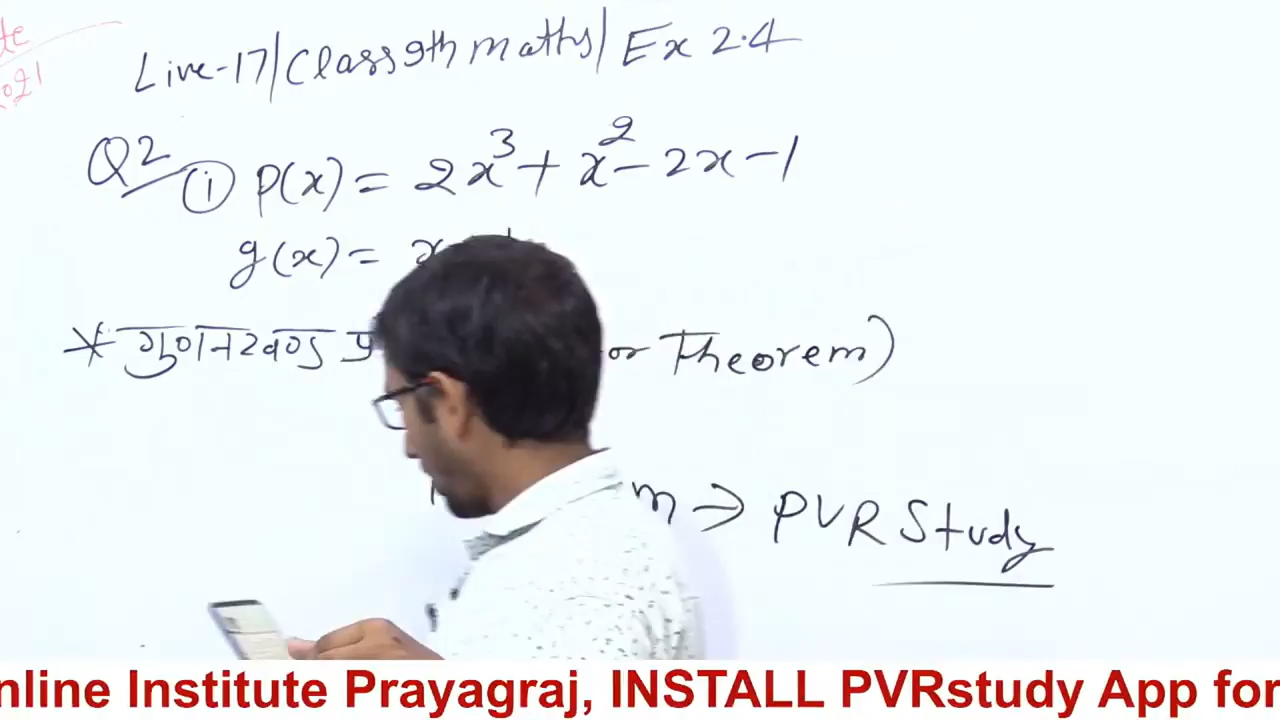 Live-17/Class 9th maths/Ex 2.4
Q2 (i) p(x) = 2x³ + x² - 2x - 1
g(x) = x
* गुणनखण्ड or Theorem)
m → PVR Study
nline Institute Prayagraj, INSTALL PVRstudy App for